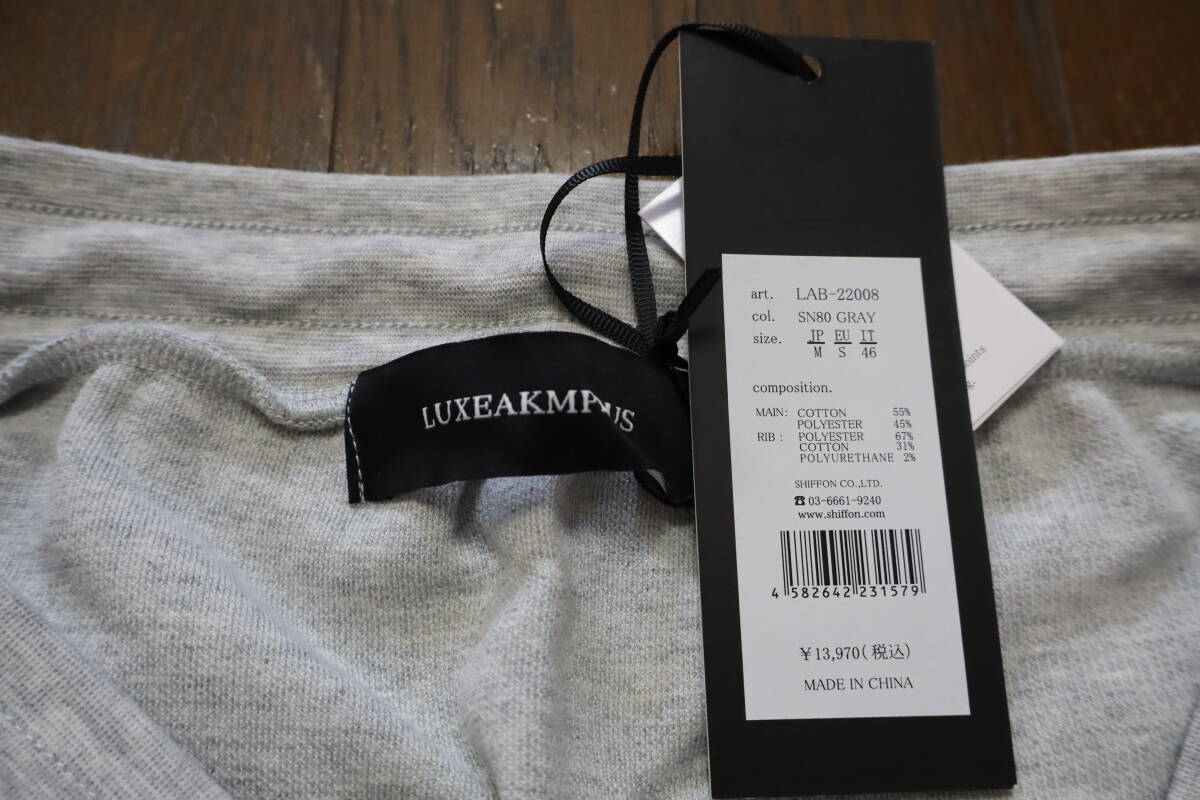 LUXEAKMPLUS
art. LAB-22008
col. SN80 GRAY
size. JP EU IT
M S 46
composition.
MAIN: COTTON 55%
POLYESTER 45%
RIB : POLYESTER 67%
COTTON 31%
POLYURETHANE 2%
SHIFFON CO.,LTD.
☎03-6661-9240
www.shiffon.com
4 582642 231579
￥13,970(税込)
MADE IN CHINA